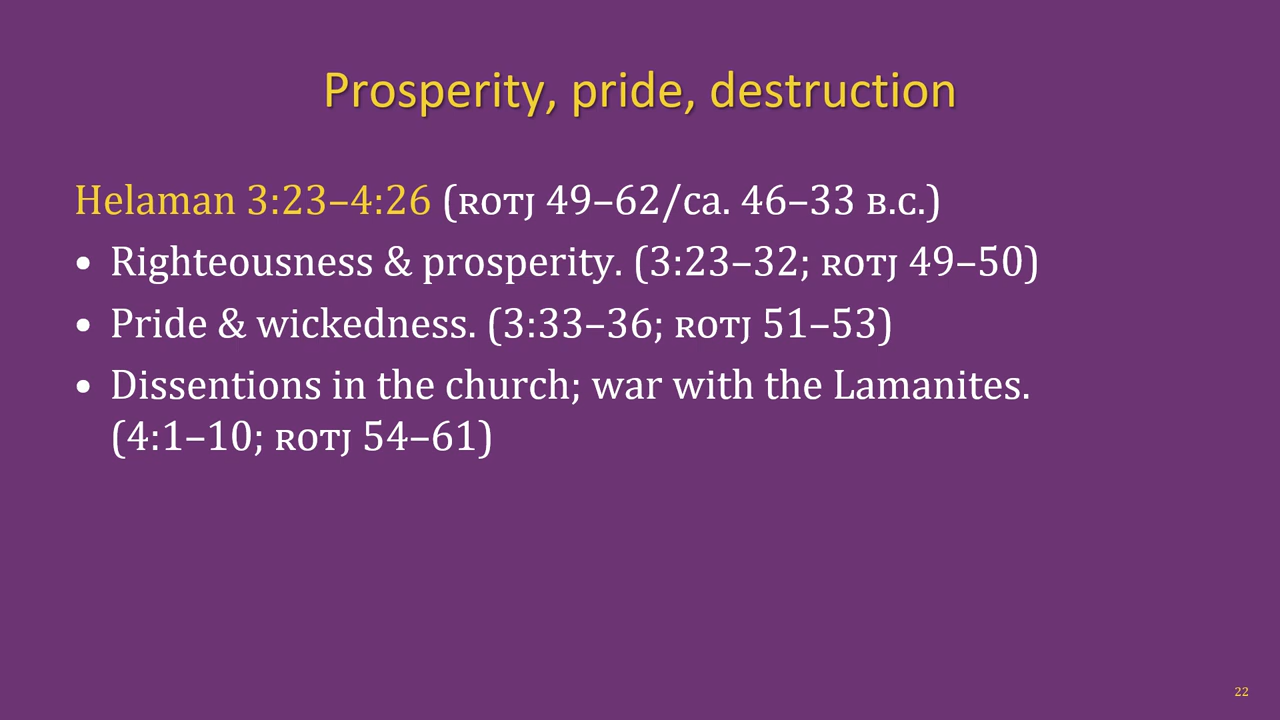 Prosperity, pride, destruction
Helaman 3:23–4:26 (ROTJ 49–62/ca. 46–33 B.C.)
• Righteousness & prosperity. (3:23–32; ROTJ 49–50)
• Pride & wickedness. (3:33–36; ROTJ 51–53)
• Dissentions in the church; war with the Lamanites.
(4:1–10; ROTJ 54–61)
22